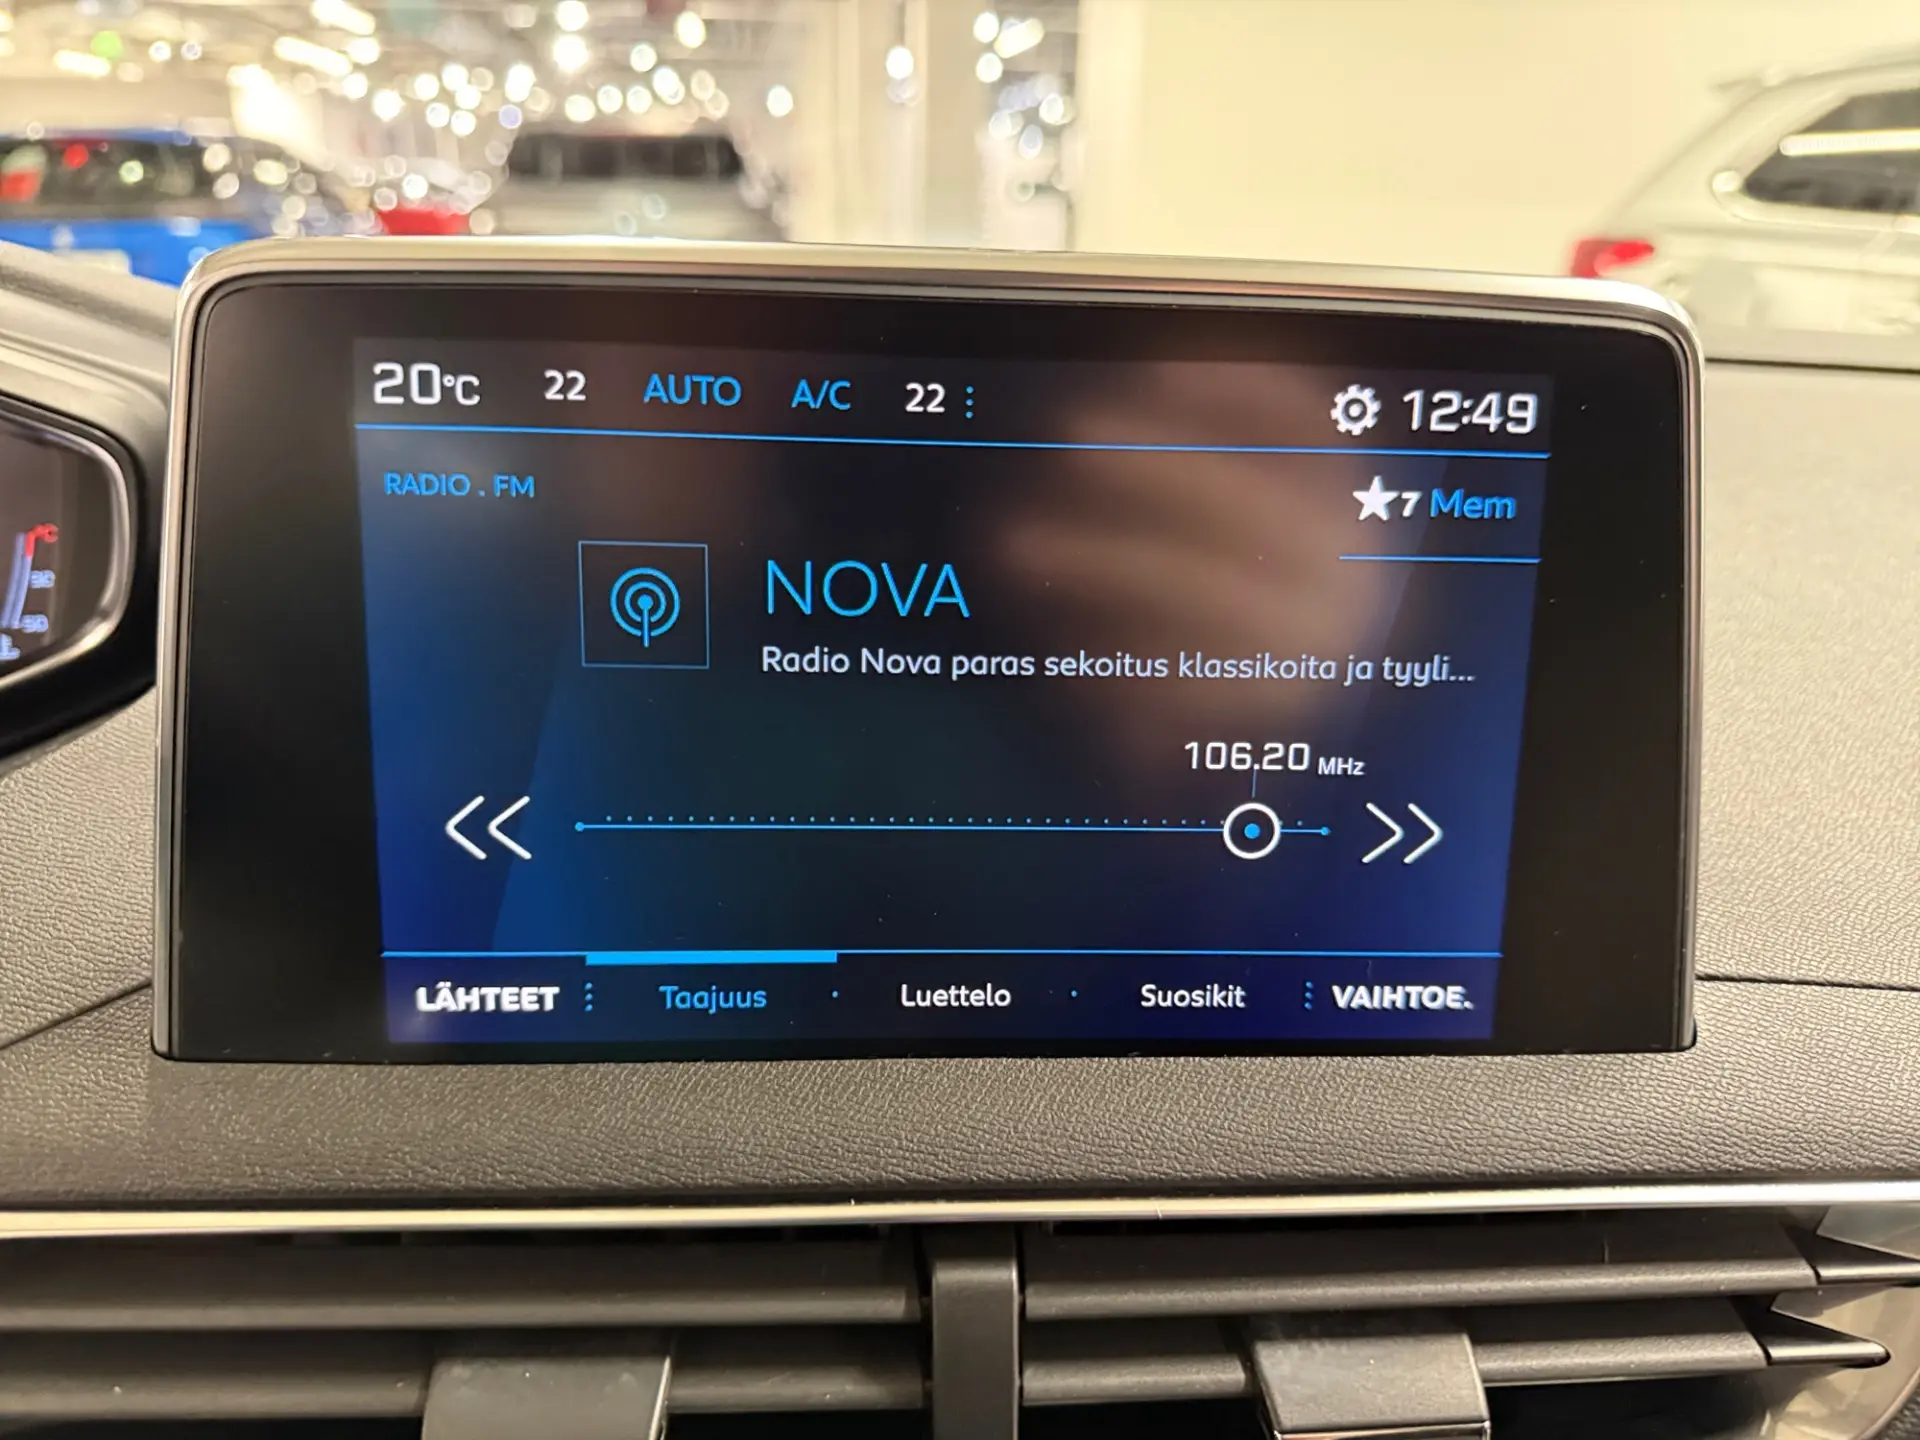 20°C 22 AUTO A/C 22 12:49
RADIO . FM
7 Mem
NOVA
Radio Nova paras sekoitus klassikoita ja tyyli...
106.20 MHz
LÄHTEET Taajuus Luettelo Suosikit VAIHTOE.
°C
90